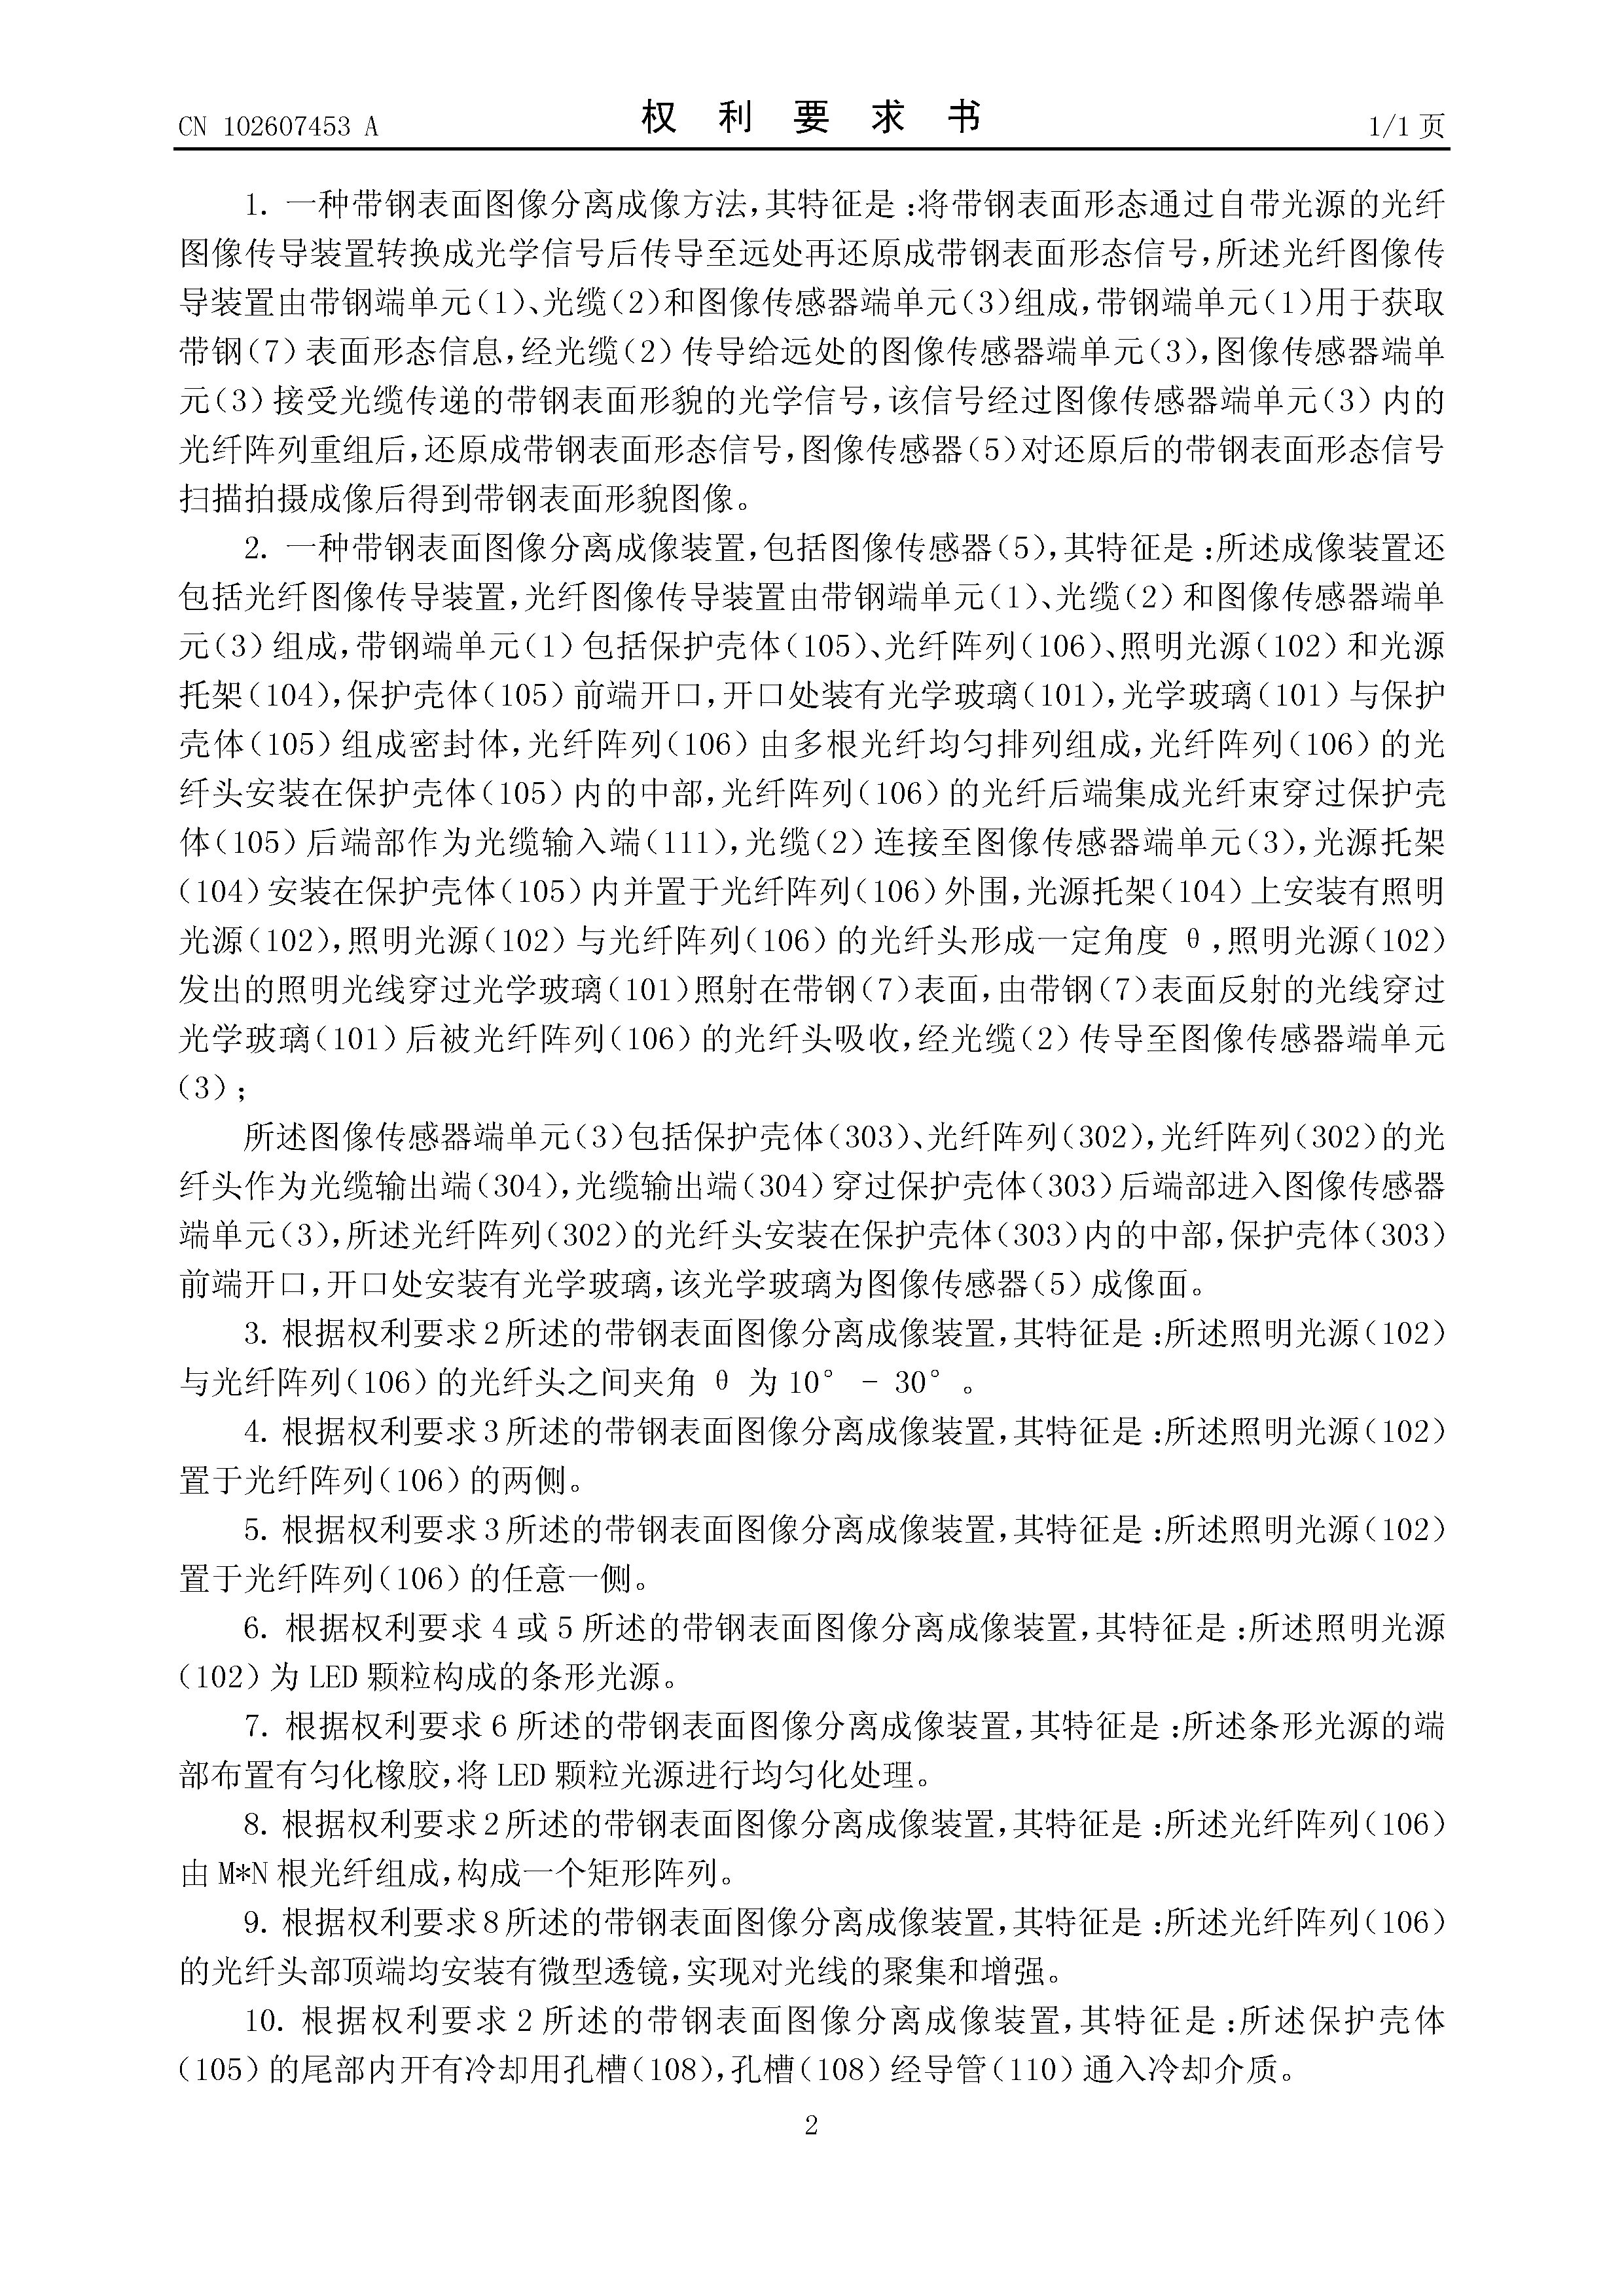 CN 102607453 A
权 利 要 求 书
1/1 页
1. 一种带钢表面图像分离成像方法,其特征是:将带钢表面形态通过自带光源的光纤
图像传导装置转换成光学信号后传导至远处再还原成带钢表面形态信号,所述光纤图像传
导装置由带钢端单元(1)、光缆(2)和图像传感器端单元(3)组成,带钢端单元(1)用于获取
带钢(7)表面形态信息,经光缆(2)传导给远处的图像传感器端单元(3),图像传感器端单
元(3)接受光缆传递的带钢表面形貌的光学信号,该信号经过图像传感器端单元(3)内的
光纤阵列重组后,还原成带钢表面形态信号,图像传感器(5)对还原后的带钢表面形态信号
扫描拍摄成像后得到带钢表面形貌图像。
2. 一种带钢表面图像分离成像装置,包括图像传感器(5),其特征是:所述成像装置还
包括光纤图像传导装置,光纤图像传导装置由带钢端单元(1)、光缆(2)和图像传感器端单
元(3)组成,带钢端单元(1)包括保护壳体(105)、光纤阵列(106)、照明光源(102)和光源
托架(104),保护壳体(105)前端开口,开口处装有光学玻璃(101),光学玻璃(101)与保护
壳体(105)组成密封体,光纤阵列(106)由多根光纤均匀排列组成,光纤阵列(106)的光
纤头安装在保护壳体(105)内的中部,光纤阵列(106)的光纤后端集成光纤束穿过保护壳
体(105)后端部作为光缆输入端(111),光缆(2)连接至图像传感器端单元(3),光源托架
(104)安装在保护壳体(105)内并置于光纤阵列(106)外围,光源托架(104)上安装有照明
光源(102),照明光源(102)与光纤阵列(106)的光纤头形成一定角度 θ,照明光源(102)
发出的照明光线穿过光学玻璃(101)照射在带钢(7)表面,由带钢(7)表面反射的光线穿过
光学玻璃(101)后被光纤阵列(106)的光纤头吸收,经光缆(2)传导至图像传感器端单元
(3);
所述图像传感器端单元(3)包括保护壳体(303)、光纤阵列(302),光纤阵列(302)的光
纤头作为光缆输出端(304),光缆输出端(304)穿过保护壳体(303)后端部进入图像传感器
端单元(3),所述光纤阵列(302)的光纤头安装在保护壳体(303)内的中部,保护壳体(303)
前端开口,开口处安装有光学玻璃,该光学玻璃为图像传感器(5)成像面。
3. 根据权利要求2所述的带钢表面图像分离成像装置,其特征是:所述照明光源(102)
与光纤阵列(106)的光纤头之间夹角 θ 为 10° - 30°。
4. 根据权利要求3所述的带钢表面图像分离成像装置,其特征是:所述照明光源(102)
置于光纤阵列(106)的两侧。
5. 根据权利要求3所述的带钢表面图像分离成像装置,其特征是:所述照明光源(102)
置于光纤阵列(106)的任意一侧。
6. 根据权利要求 4 或 5 所述的带钢表面图像分离成像装置,其特征是:所述照明光源
(102)为 LED 颗粒构成的条形光源。
7. 根据权利要求 6 所述的带钢表面图像分离成像装置,其特征是:所述条形光源的端
部布置有匀化橡胶,将 LED 颗粒光源进行均匀化处理。
8. 根据权利要求2所述的带钢表面图像分离成像装置,其特征是:所述光纤阵列(106)
由 M*N 根光纤组成,构成一个矩形阵列。
9. 根据权利要求8所述的带钢表面图像分离成像装置,其特征是:所述光纤阵列(106)
的光纤头部顶端均安装有微型透镜,实现对光线的聚集和增强。
10. 根据权利要求 2 所述的带钢表面图像分离成像装置,其特征是:所述保护壳体
(105)的尾部内开有冷却用孔槽(108),孔槽(108)经导管(110)通入冷却介质。
2